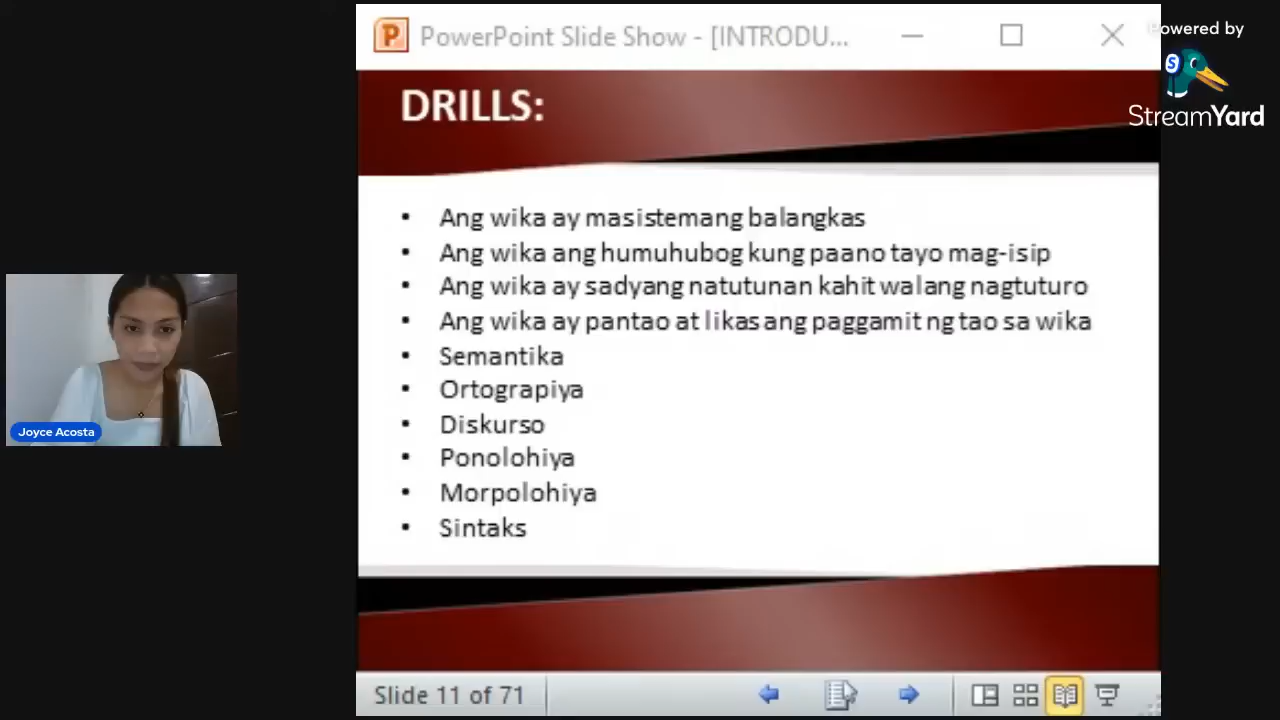 PowerPoint Slide Show - [INTRODU...
Powered by
StreamYard
DRILLS:
• Ang wika ay masistemang balangkas
• Ang wika ang humuhubog kung paano tayo mag-isip
• Ang wika ay sadyang natutunan kahit walang nagtuturo
• Ang wika ay pantao at likas ang paggamit ng tao sa wika
• Semantika
• Ortograpiya
• Diskurso
• Ponolohiya
• Morpolohiya
• Sintaks
Joyce Acosta
Slide 11 of 71